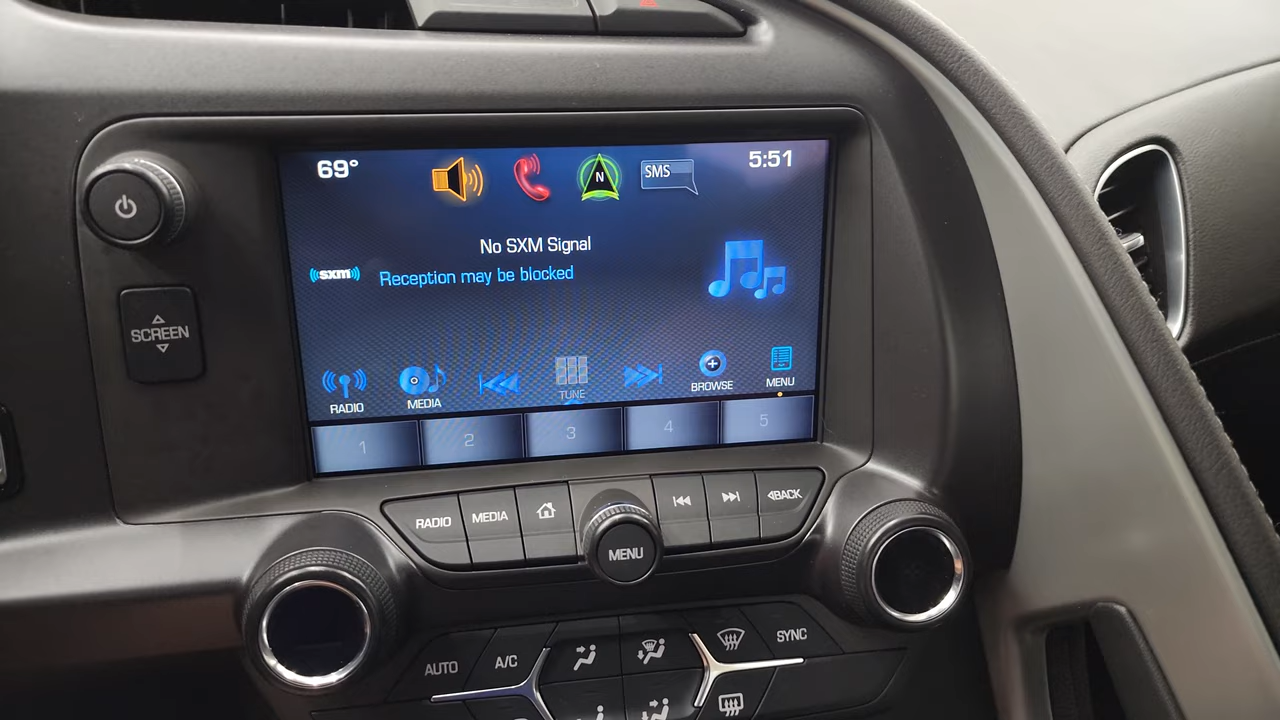 69°
N
SMS
5:51
No SXM Signal
((sxm))
Reception may be blocked
SCREEN
RADIO
MEDIA
TUNE
BROWSE
MENU
1
2
3
4
5
RADIO
MEDIA
MENU
BACK
AUTO
A/C
SYNC